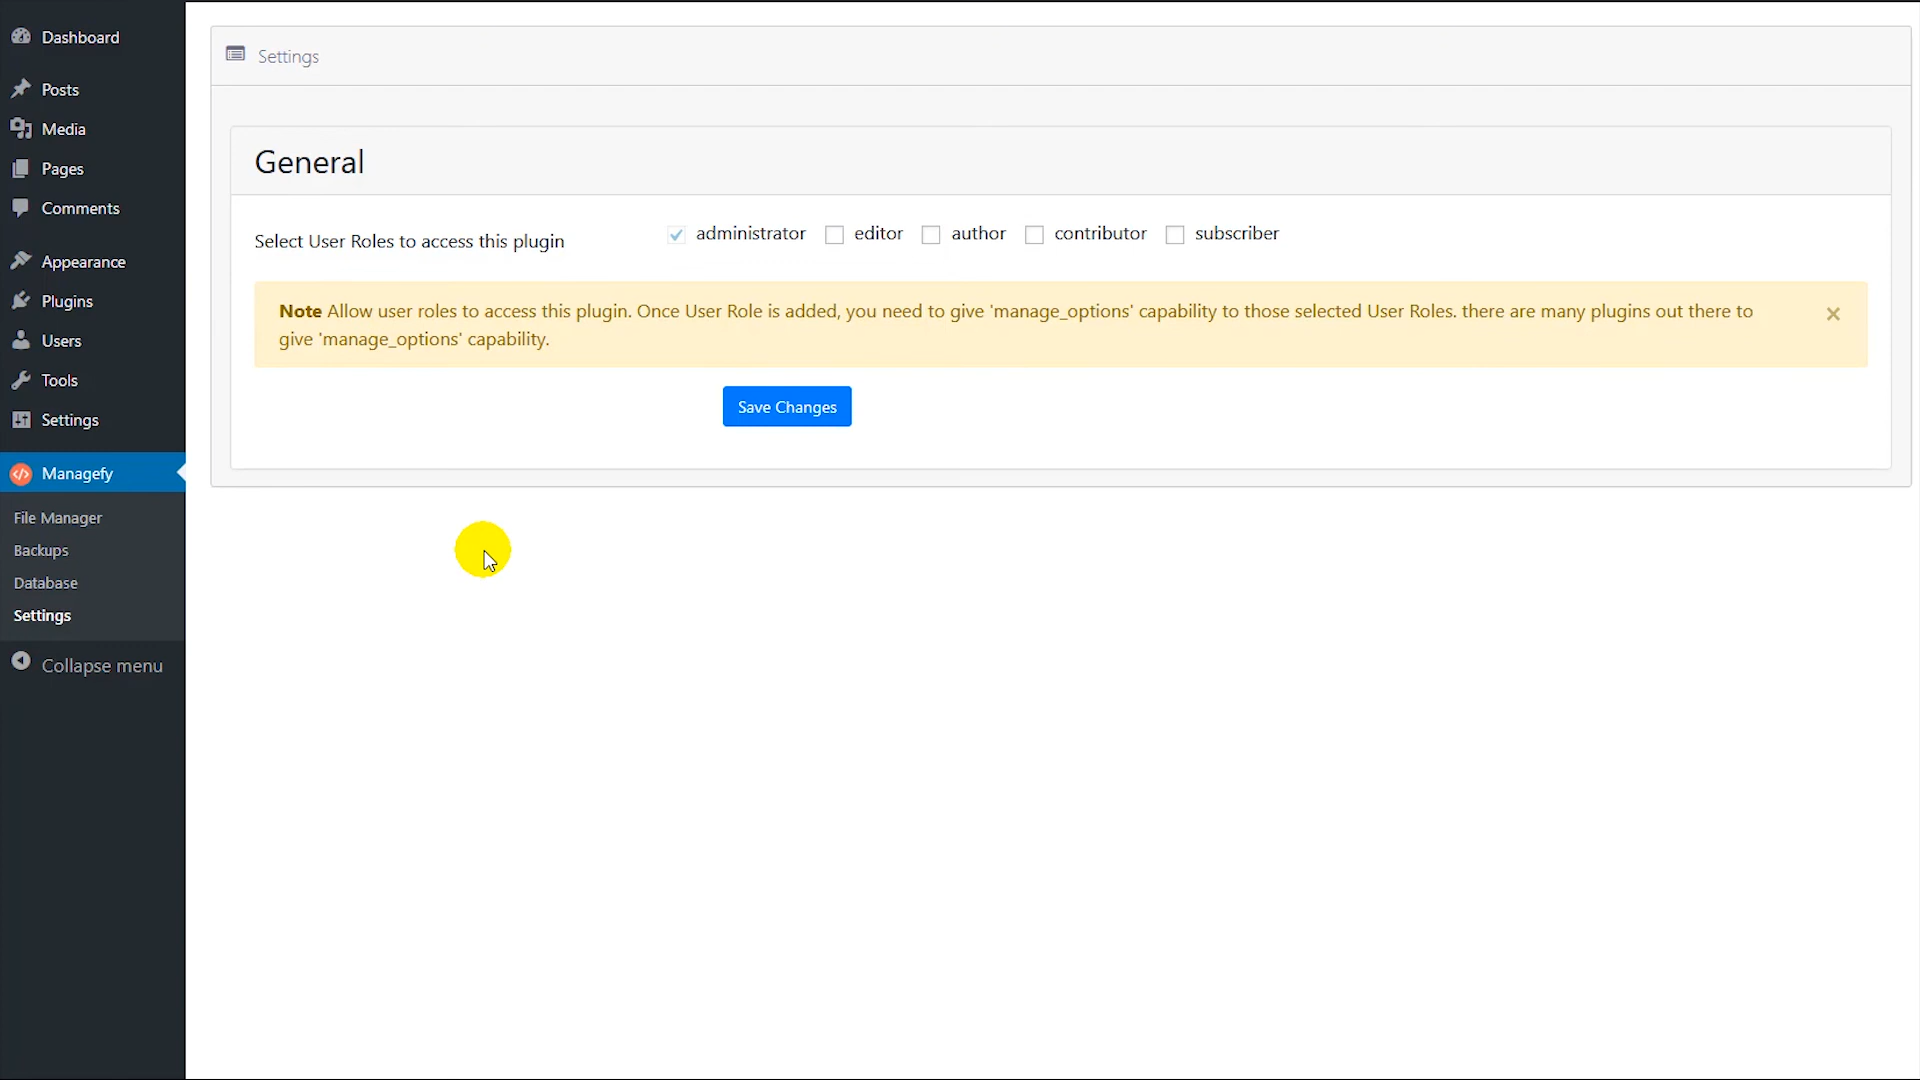 Dashboard
Posts
Media
Pages
Comments
Appearance
Plugins
Users
Tools
Settings
Managefy
File Manager
Backups
Database
Settings
Collapse menu
Settings
General
Select User Roles to access this plugin
administrator editor author contributor subscriber
Note Allow user roles to access this plugin. Once User Role is added, you need to give 'manage_options' capability to those selected User Roles. there are many plugins out there to
give 'manage_options' capability.
×
Save Changes